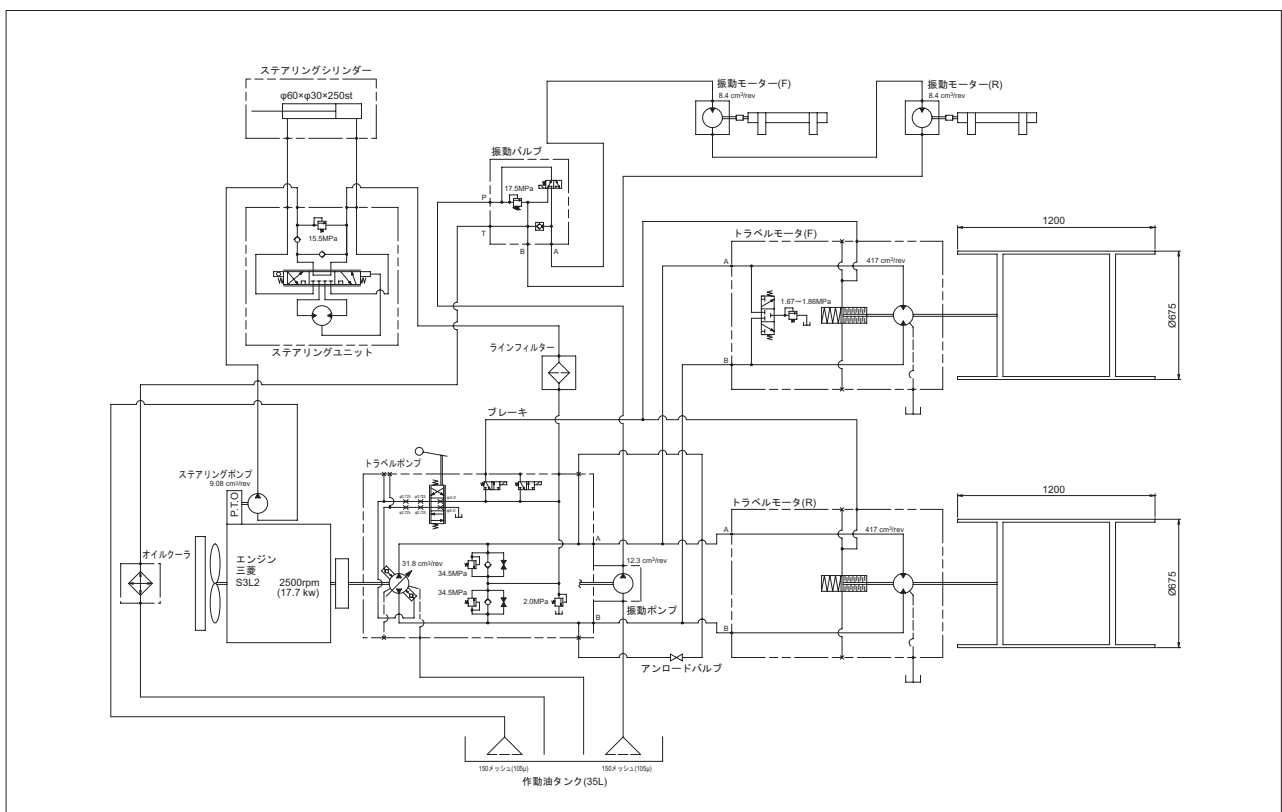 ステアリングシリンダー
φ60×φ30×250st
振動モーター(F)
8.4 cm³/rev
振動モーター(R)
8.4 cm³/rev
振動バルブ
17.5MPa
P
T
B
A
15.5MPa
ステアリングユニット
トラベルモータ(F)
A
417 cm³/rev
1.67～1.86MPa
B
1200
Ø675
ラインフィルター
ブレーキ
ステアリングポンプ
9.08 cm³/rev
P.T.O
トラベルポンプ
オイルクーラ
エンジン
三菱
S3L2
2500rpm
(17.7 kw)
31.8 cm³/rev
34.5MPa
34.5MPa
2.0MPa
A
B
12.3 cm³/rev
振動ポンプ
アンロードバルブ
トラベルモータ(R)
A
417 cm³/rev
B
1200
Ø675
150メッシュ(105μ)
150メッシュ(105μ)
作動油タンク(35L)